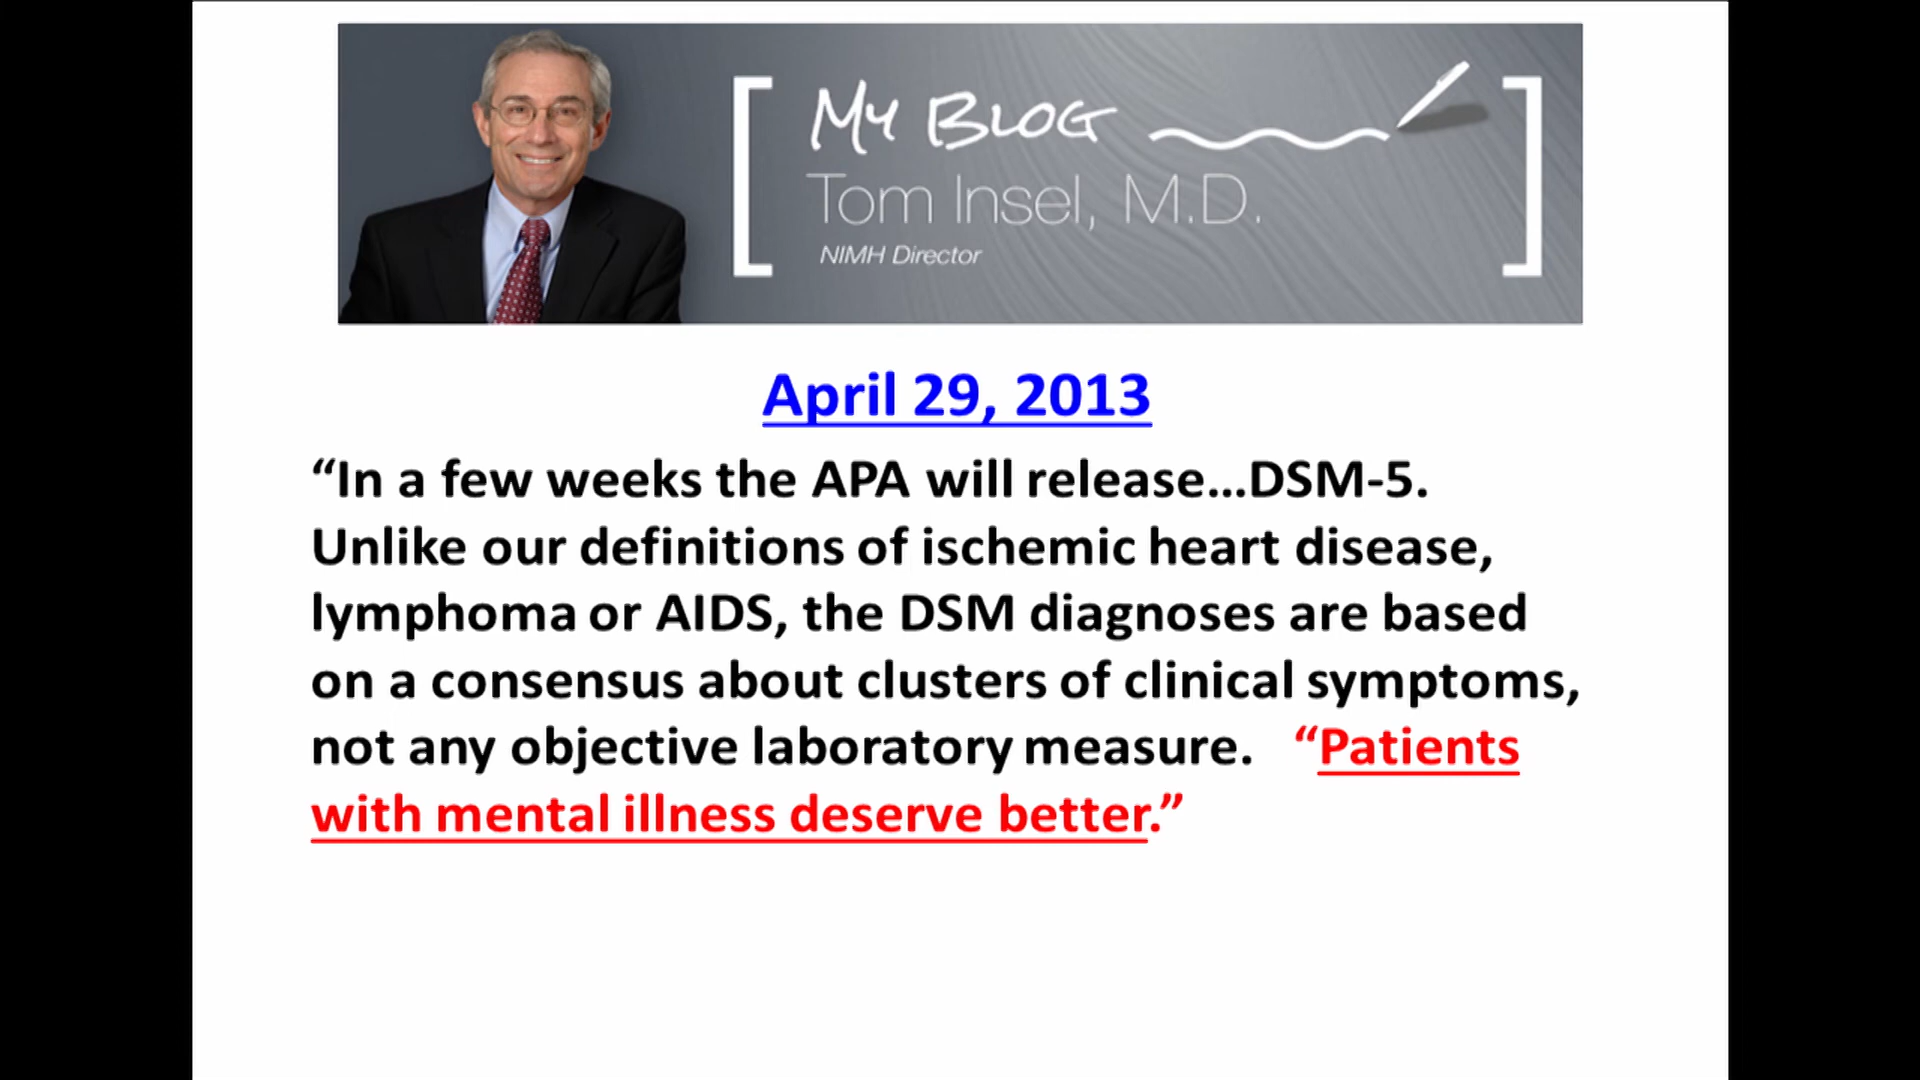 My Blog
Tom Insel, M.D.
NIMH Director
April 29, 2013
“In a few weeks the APA will release...DSM-5.
Unlike our definitions of ischemic heart disease,
lymphoma or AIDS, the DSM diagnoses are based
on a consensus about clusters of clinical symptoms,
not any objective laboratory measure. “Patients
with mental illness deserve better.”